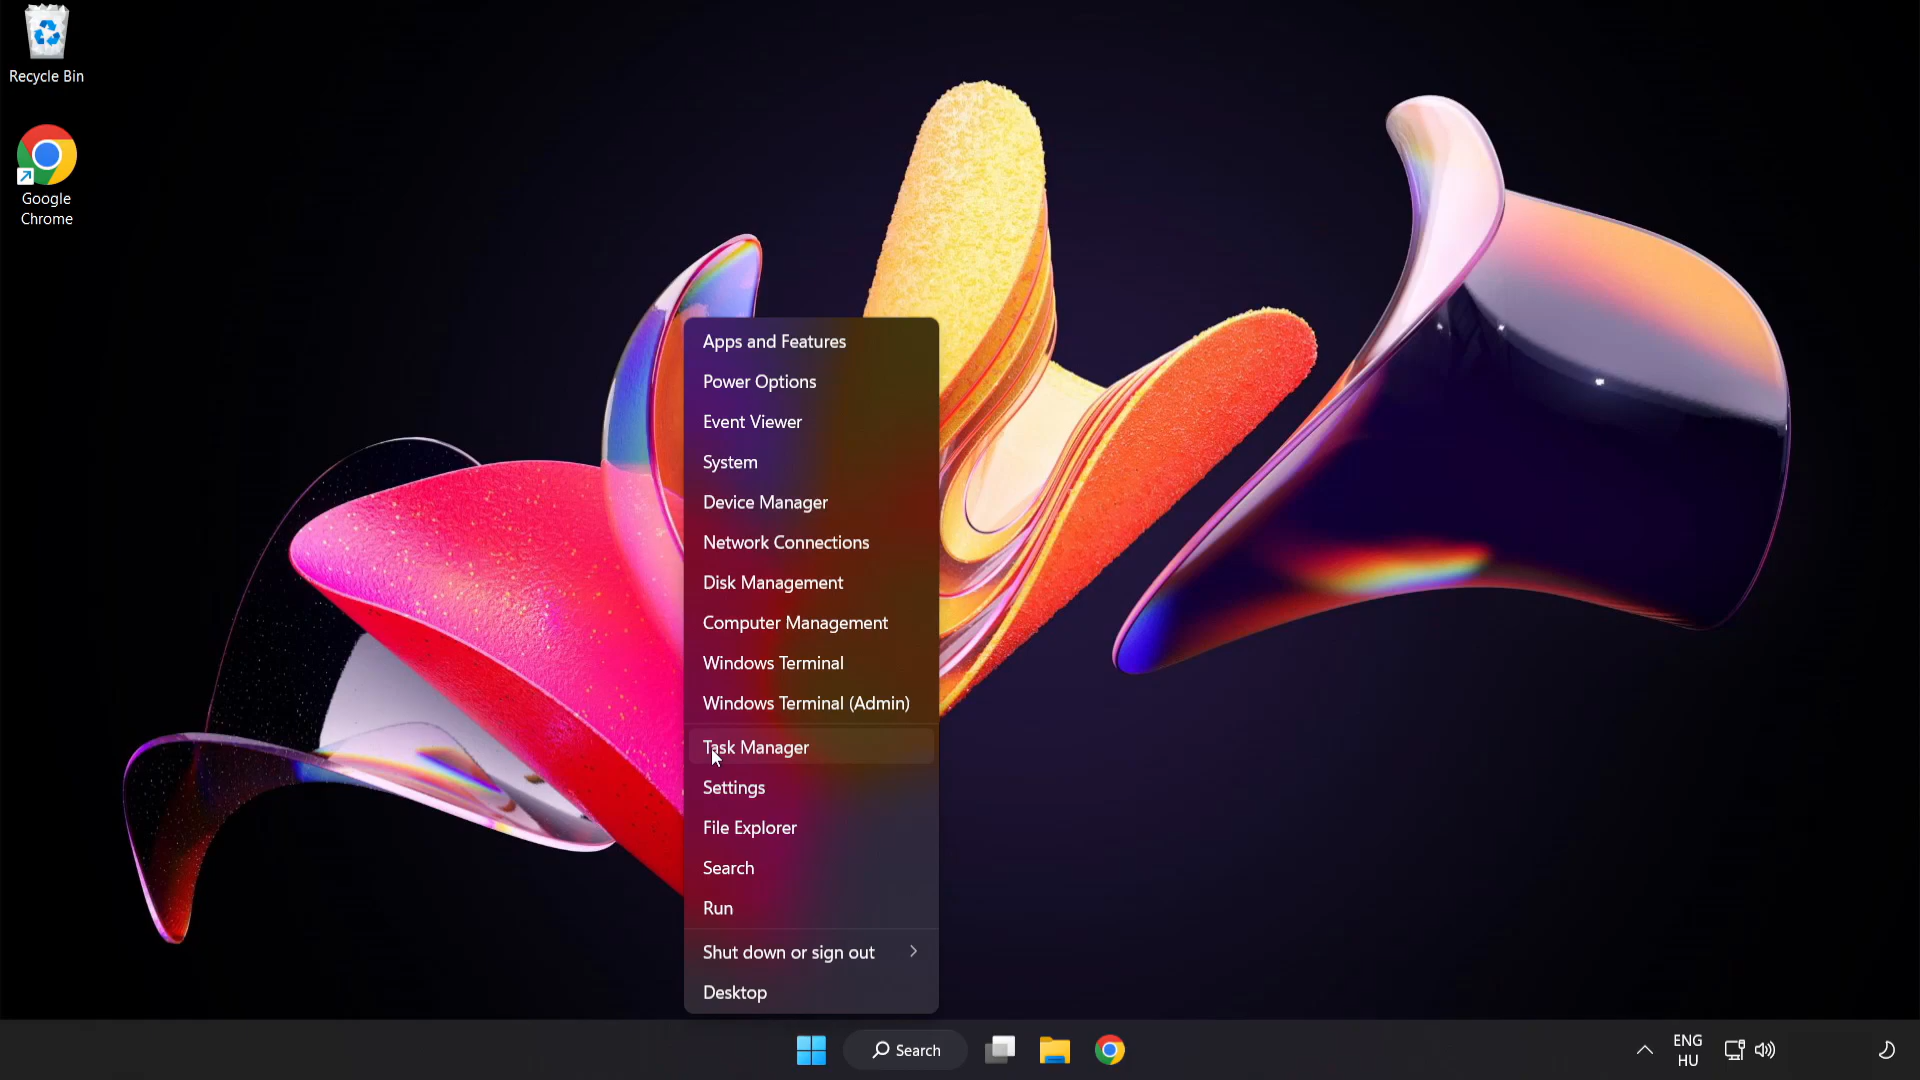 Recycle Bin
Google
Chrome
Apps and Features
Power Options
Event Viewer
System
Device Manager
Network Connections
Disk Management
Computer Management
Windows Terminal
Windows Terminal (Admin)
Task Manager
Settings
File Explorer
Search
Run
Shut down or sign out
Desktop
Search
ENG
HU